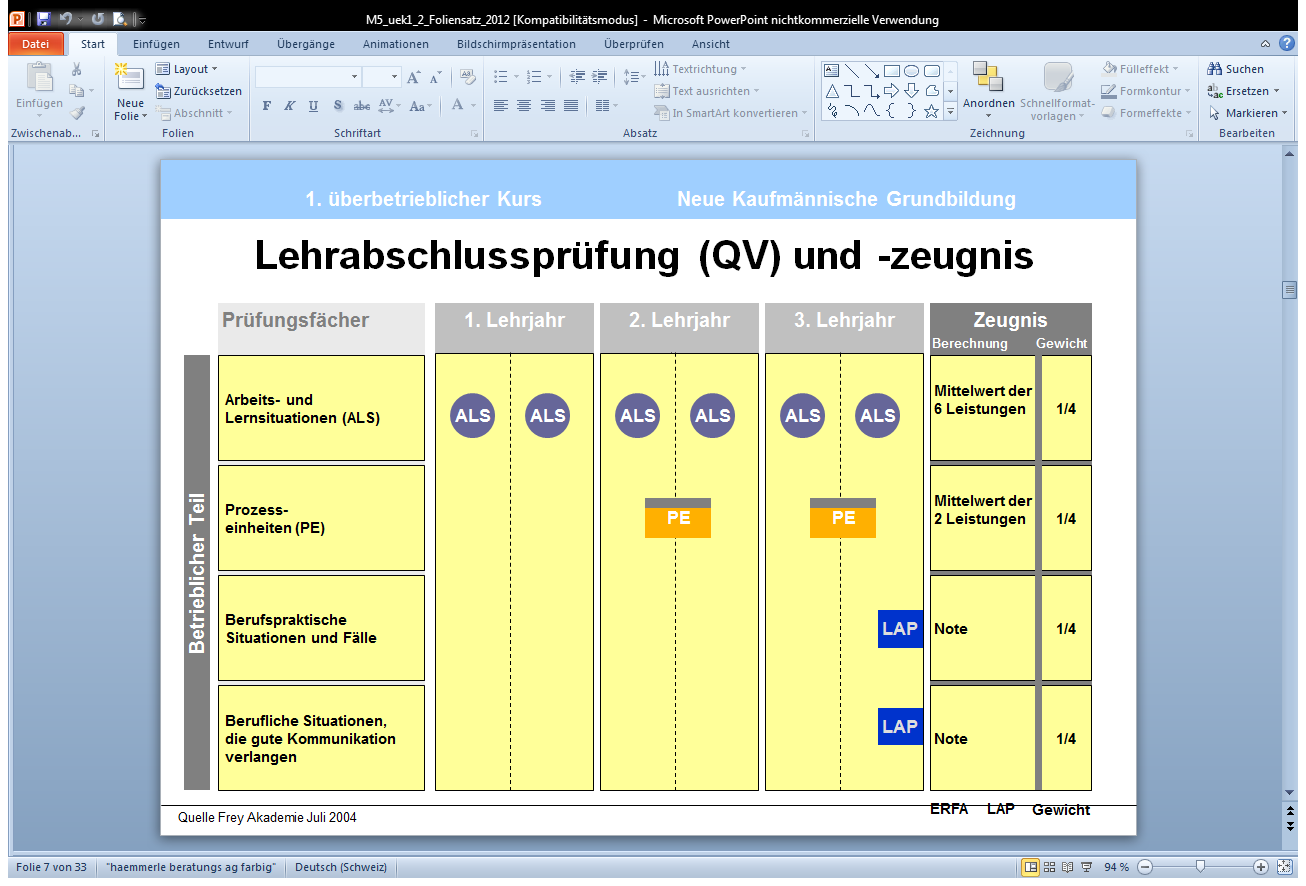 M5_uek1_2_Foliensatz_2012 [Kompatibilitätsmodus] - Microsoft PowerPoint nichtkommerzielle Verwendung
Datei Start Einfügen Entwurf Übergänge Animationen Bildschirmpräsentation Überprüfen Ansicht
Einfügen
Zwischenab...
Neue
Folie
Layout
Zurücksetzen
Abschnitt
Folien
F K U S abc AV Aa A
Schriftart
Textrichtung
Text ausrichten
In SmartArt konvertieren
Absatz
Anordnen
Schnellformat-
vorlagen
Fülleffekt
Formkontur
Formeffekte
Zeichnung
Suchen
Ersetzen
Markieren
Bearbeiten
1. überbetrieblicher Kurs Neue Kaufmännische Grundbildung
Lehrabschlussprüfung (QV) und -zeugnis
Prüfungsfächer 1. Lehrjahr 2. Lehrjahr 3. Lehrjahr Zeugnis
Berechnung Gewicht
Betrieblicher Teil
Arbeits- und
Lernsituationen (ALS)
ALS ALS ALS ALS ALS ALS
Mittelwert der
6 Leistungen
1/4
Prozess-
einheiten (PE)
PE PE
Mittelwert der
2 Leistungen
1/4
Berufspraktische
Situationen und Fälle
LAP
Note
1/4
Berufliche Situationen,
die gute Kommunikation
verlangen
LAP
Note
1/4
ERFA LAP Gewicht
Quelle Frey Akademie Juli 2004
Folie 7 von 33 "haemmerle beratungs ag farbig" Deutsch (Schweiz) 94 %